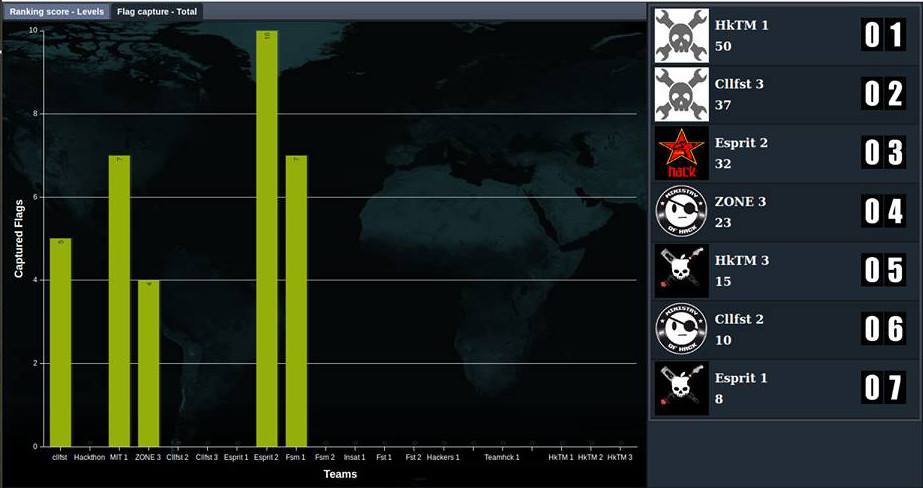 Ranking score - Levels
Flag capture - Total
10
8
6
4
2
0
Captured Flags
5
7
4
10
7
cllfst
Hackthon
MIT 1
ZONE 3
Cllfst 2
Cllfst 3
Esprit 1
Esprit 2
Fsm 1
Fsm 2
Insat 1
Fst 1
Fst 2
Hackers 1
Teamhck 1
HkTM 1
HkTM 2
HkTM 3
Teams
HkTM 1
50
01
Cllfst 3
37
02
hack
Esprit 2
32
03
MINISTRY
OF HACK
ZONE 3
23
04
HkTM 3
15
05
MINISTRY
OF HACK
Cllfst 2
10
06
Esprit 1
8
07